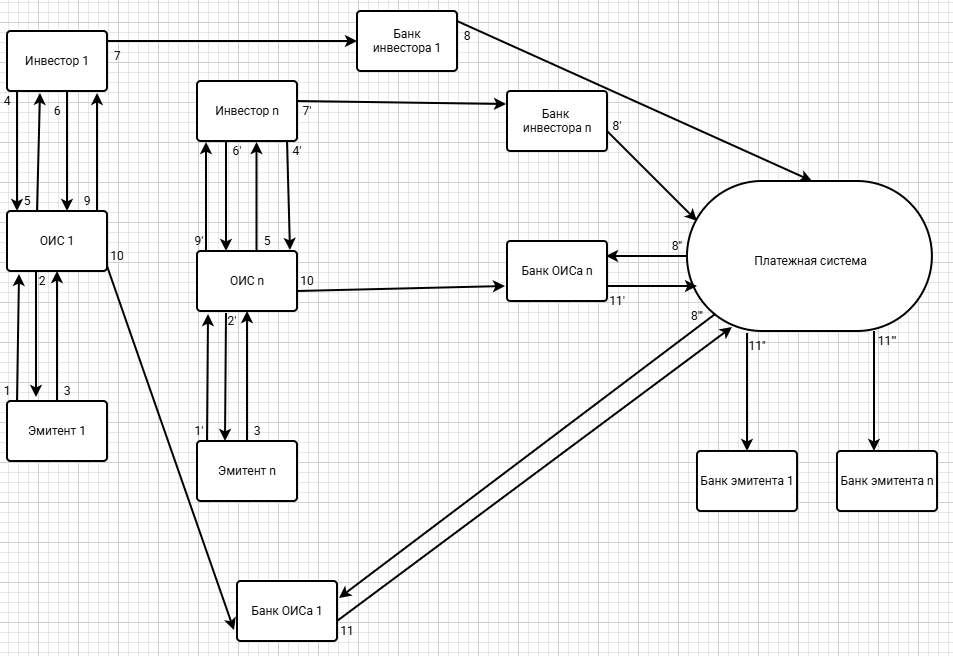 Банк
инвестора 1
8
Инвестор 1
7
4
6
Инвестор n
7'
Банк
инвестора n
8'
6'
4'
5
9
ОИС 1
9'
5
8''
Платежная система
10
2
ОИС n
10
Банк ОИСа n
11'
2'
8'''
11''
11'''
1
3
Эмитент 1
1'
3
Эмитент n
Банк эмитента 1
Банк эмитента n
Банк ОИСа 1
11